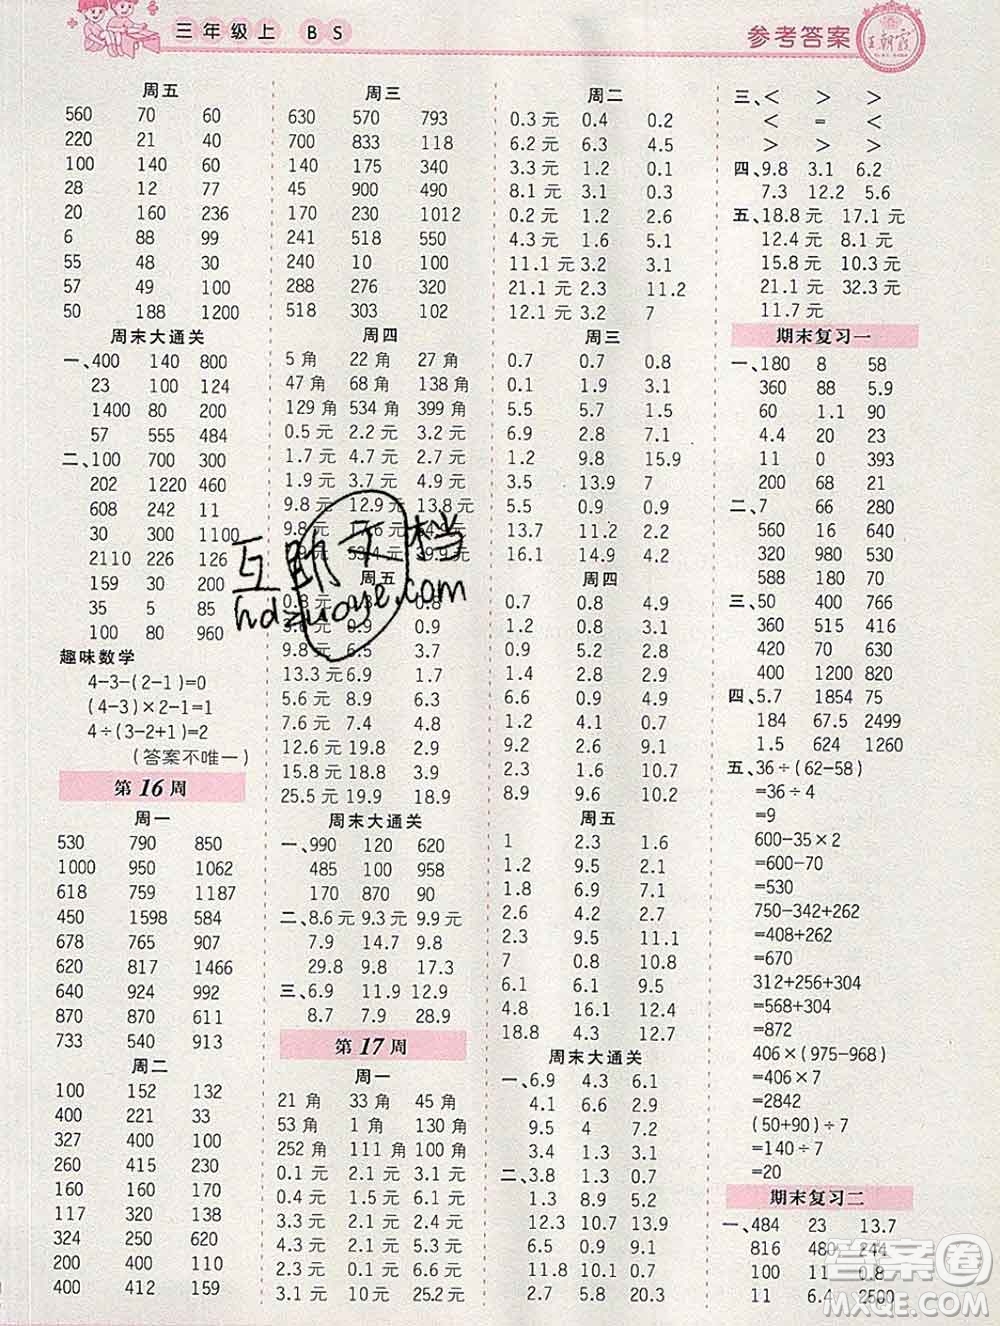 三年级上 BS
参考答案
王朝霞
周五
560 70 60
220 21 40
100 140 60
28 12 77
20 160 236
6 88 99
55 48 30
57 49 100
50 188 1200
周末大通关
一、400 140 800
23 100 124
1400 80 200
57 555 484
二、100 700 300
202 1220 460
608 242 11
30 300 1100
2110 226 126
159 30 200
35 5 85
100 80 960
趣味数学
4-3-(2-1)=0
(4-3)×2-1=1
4÷(3-2+1)=2
(答案不唯一)
第16周
周一
530 790 850
1000 950 1062
618 759 1187
450 1598 584
678 765 907
620 817 1466
640 924 992
870 870 611
733 540 913
周二
100 152 132
400 221 33
327 400 100
260 415 115
160 160 400
117 320 138
324 250 620
200 400 160
400 412 159
周三
630 570 793
700 833 118
140 175 340
45 900 490
170 230 1012
241 518 550
240 10 100
288 276 320
318 303 102
周四
5角 22角 27角
47角 68角 138角
129角 534角 399角
0.5元 2.2元 3.2元
1.7元 4.7元 2.3元
1.9元 3.7元 4.9元
9.8元 12.9元 13.8元
周五
0.9 0.9
9.8元 6.5 3.7
13.3元 6.9 1.7
5.6元 4.2 3.9
7.6元 7.4 4.8
12.6元 19.8 2.9
15.8元 19.9 2.8
25.5元 19.9 18.9
周末大通关
一、990 120 620
485 100 158
170 870 90
二、8.6元 9.3元 9.9元
7.9 14.7 9.8
29.8 9.8 17.3
三、6.9 11.9 12.9
8.7 7.9 28.9
第17周
周一
21角 33角 45角
53角 1角 130角
252角 111角 100角
0.1元 2.1元 2.5元
0.2元 1.5元 4.7元
3.3元 3.2元 4.7元
5.3元 1.4元 6.1元
1.1元 1.6元 2.1元
3.1元 10元 25.2元
周二
0.3元 0.4 0.2
6.2元 6.3 4.5
3.3元 1.2 0.1
8.1元 3.1 0.3
0.2元 1.2 2.6
4.3元 1.6 5.1
11.1元 3.2 3.1
21.1元 2.3 11.2
12.1元 3.2 7
周三
0.7 0.7 0.8
0.1 1.9 0.3
5.5 5.7 1.5
6.9 2.8 7.1
1.2 9.8 15.9
3.5 13.9 7
5.5 0.9 9.3
13.7 11.2 2.2
16.1 14.9 4.2
周四
0.7 0.8 4.9
1.2 0.4 1.9
0.9 5.2 2.3
6.6 0.3 0.5
1.2 4.1 0.7
9.2 2.1 11.1
5.5 2.2 10.7
8.9 9.6 12.7
周五
1 2.3 1.6
1.2 9.5 2.1
1.8 6.9 1.1
2.6 4.2 0.9
2.3 9.5 11.1
7 0.8 10.8
6.1 6.1 0.5
4.8 16.1 10.4
18.8 4.3 12.7
周末大通关
一、6.9 4.3 6.1
4.1 6.6 2.9
9.5 4 7.2
二、3.8 1.3 0.7
1.3 8.9 5.2
12.3 10.7 13.9
11.8 10.2 5.7
2.7 5.8 20.3
三、< > >
< = <
> > >
四、9.8 3.1 6.2
7.3 12.2 5.6
五、18.8元 17.1元
12.4元 8.1元
15.8元 10.3元
21.1元 32.3元
11.7元
期末复习一
一、180 8 58
360 88 5.9
60 1.1 90
4.4 20 23
11 0 393
200 68 21
二、7 66 280
560 16 640
320 980 530
588 1050 15
三、50 400 766
360 515 416
420 70 15
400 1200 820
四、5.7 1854 75
184 67.5 2499
1.5 624 1260
五、36÷(62-58)
=36÷4
=9
600-35×2
=600-70
=530
750-342+262
=408+262
=670
312+256+304
=568+304
=872
406×(975-968)
=406×7
=2842
(50+90)÷7
=140÷7
=20
期末复习二
一、484 23 13.7
816 480 244
100 11 0.8
11 6.4 2500
互助文档
hdzuoye.com
答案圈
MXQE.COM